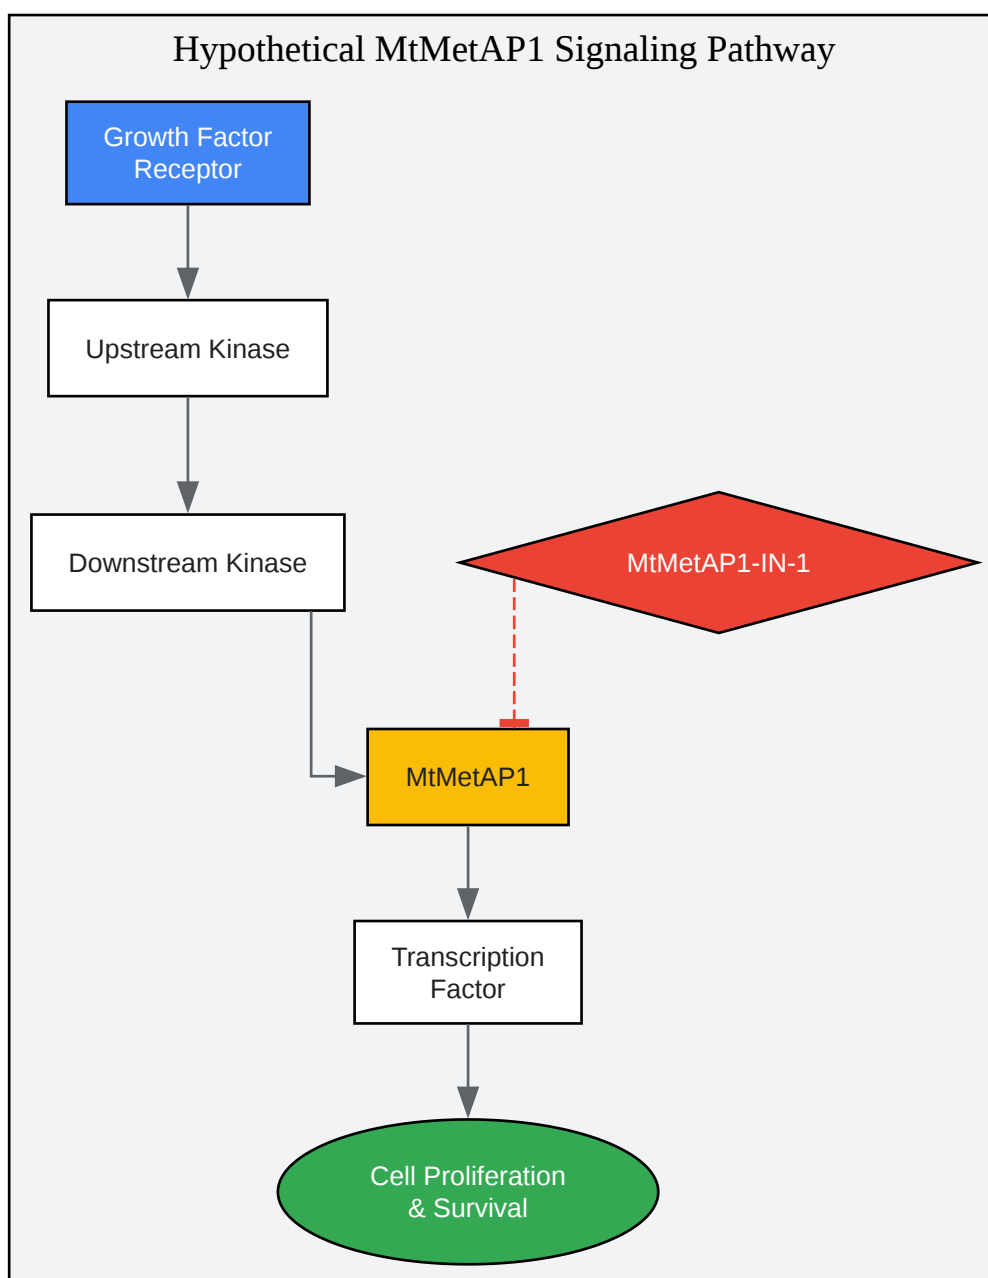 Hypothetical MtMetAP1 Signaling Pathway
Growth Factor
Receptor
Upstream Kinase
Downstream Kinase
MtMetAP1-IN-1
MtMetAP1
Transcription
Factor
Cell Proliferation
& Survival